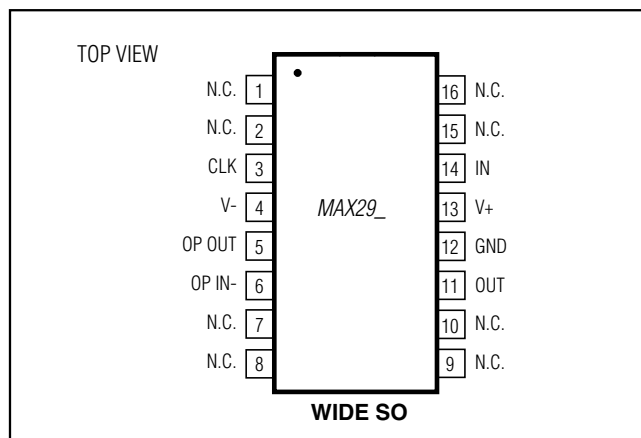 TOP VIEW
N.C. 1 16 N.C.
N.C. 2 15 N.C.
CLK 3 14 IN
V- 4 MAX29_ 13 V+
OP OUT 5 12 GND
OP IN- 6 11 OUT
N.C. 7 10 N.C.
N.C. 8 9 N.C.
WIDE SO